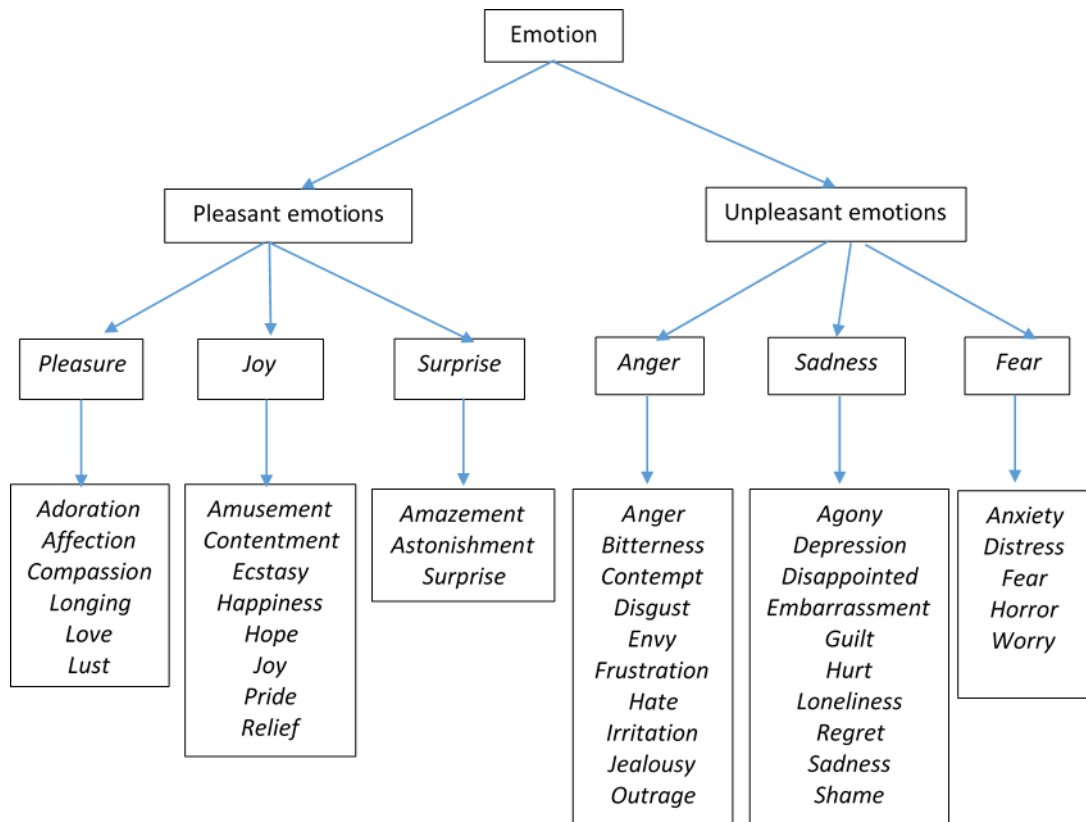 Emotion
Pleasant emotions
Unpleasant emotions
Pleasure
Joy
Surprise
Anger
Sadness
Fear
Adoration
Affection
Compassion
Longing
Love
Lust
Amusement
Contentment
Ecstasy
Happiness
Hope
Joy
Pride
Relief
Amazement
Astonishment
Surprise
Anger
Bitterness
Contempt
Disgust
Envy
Frustration
Hate
Irritation
Jealousy
Outrage
Agony
Depression
Disappointed
Embarrassment
Guilt
Hurt
Loneliness
Regret
Sadness
Shame
Anxiety
Distress
Fear
Horror
Worry